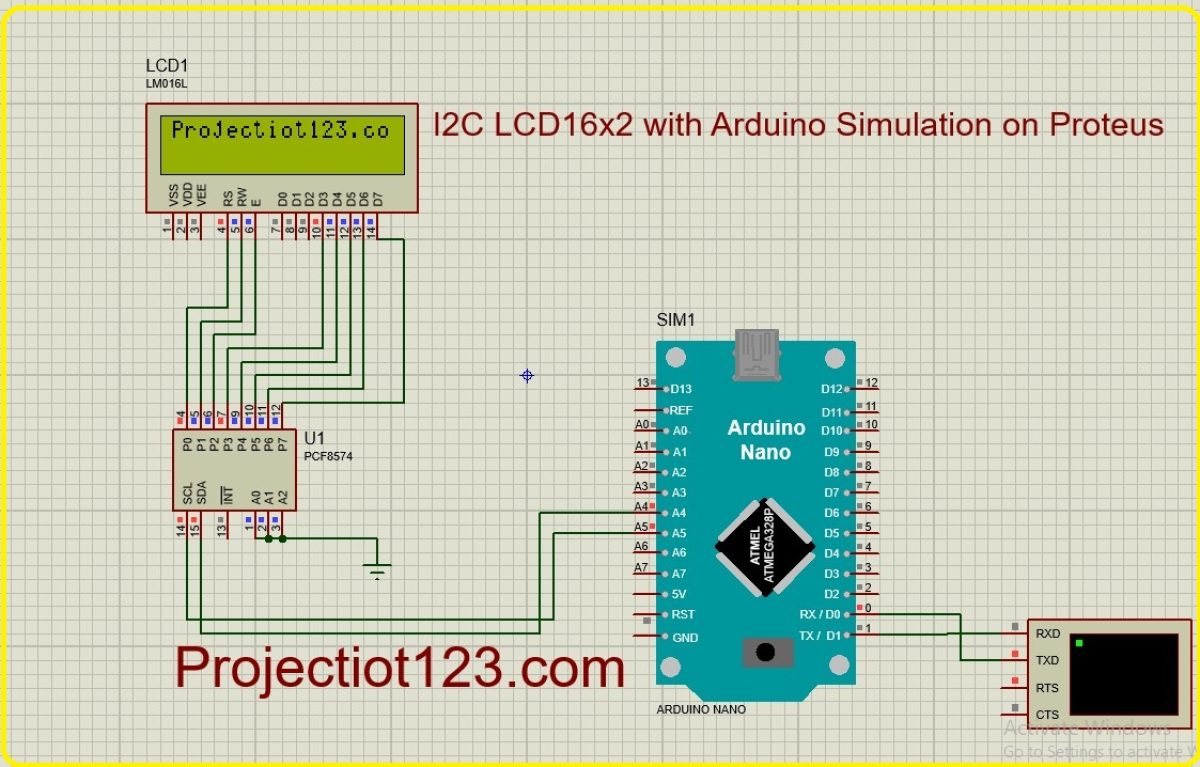 LCD1
LM016L
Projectiot123.co
I2C LCD16x2 with Arduino Simulation on Proteus
VSS VDD VEE RS RW E D0 D1 D2 D3 D4 D5 D6 D7
1 2 3 4 5 6 7 8 9 10 11 12 13 14
4 5 6 7 9 10 11 12
P0 P1 P2 P3 P4 P5 P6 P7
U1
PCF8574
SCL SDA INT A0 A1 A2
14 15 13 1 2 3
SIM1
13 D13 D12 12
REF D11 11
A0 A0 D10 10
A1 A1 D9 9
A2 A2 D8 8
A3 A3 D7 7
A4 A4 D6 6
A5 A5 D5 5
A6 A6 D4 4
A7 A7 D3 3
5V D2 2
RST RX / D0 0
GND TX / D1 1
Arduino
Nano
ATMEL
ATMEGA328P
ARDUINO NANO
RXD
TXD
RTS
CTS
Projectiot123.com
Activate Windows
Go to Settings to activate W